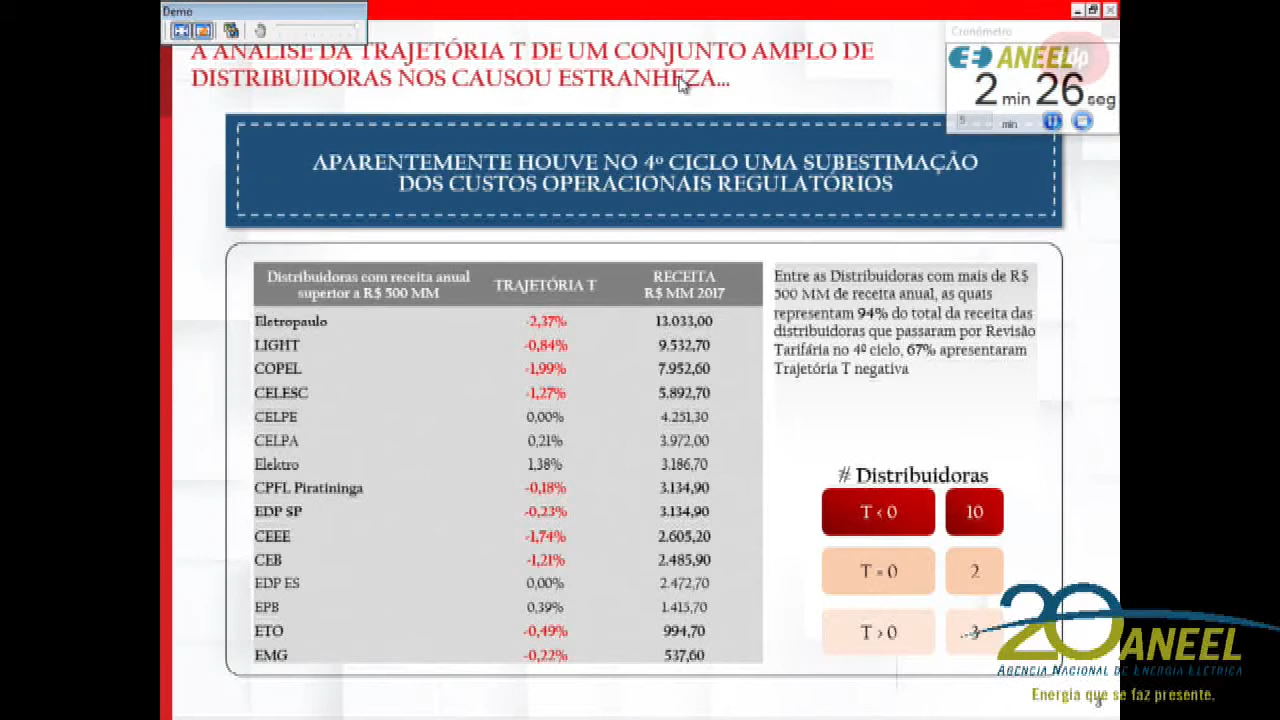 Demo
A ANÁLISE DA TRAJETÓRIA T DE UM CONJUNTO AMPLO DE
DISTRIBUIDORAS NOS CAUSOU ESTRANHEZA...
Cronómetro
ANEEL
edp
2 min 26 seg
5 min
APARENTEMENTE HOUVE NO 4º CICLO UMA SUBESTIMAÇÃO
DOS CUSTOS OPERACIONAIS REGULATÓRIOS
Distribuidoras com receita anual
superior a R$ 500 MM
TRAJETÓRIA T
RECEITA
R$ MM 2017
Eletropaulo -2,37% 13.033,00
LIGHT -0,84% 9.532,70
COPEL -1,99% 7.952,60
CELESC -1,27% 5.892,70
CELPE 0,00% 4.251,30
CELPA 0,21% 3.972,00
Elektro 1,38% 3.186,70
CPFL Piratininga -0,18% 3.134,90
EDP SP -0,23% 3.134,90
CEEE -1,74% 2.605,20
CEB -1,21% 2.485,90
EDP ES 0,00% 2.472,70
EPB 0,39% 1.415,70
ETO -0,49% 994,70
EMG -0,22% 537,60
Entre as Distribuidoras com mais de R$
500 MM de receita anual, as quais
representam 94% do total da receita das
distribuidoras que passaram por Revisão
Tarifária no 4º ciclo, 67% apresentaram
Trajetória T negativa
# Distribuidoras
T < 0 10
T = 0 2
T > 0 3
20 ANEEL
AGÊNCIA NACIONAL DE ENERGIA ELÉTRICA
Energia que se faz presente.